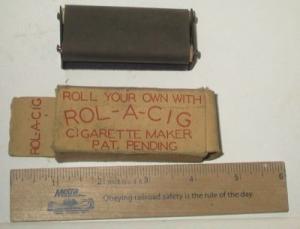 ROLL YOUR OWN WITH
ROL-A-CIG
CIGARETTE MAKER
PAT. PENDING
ROL-A-CIG
1 2 3 4 5 6
Metra
Obeying railroad safety is the rule of the day